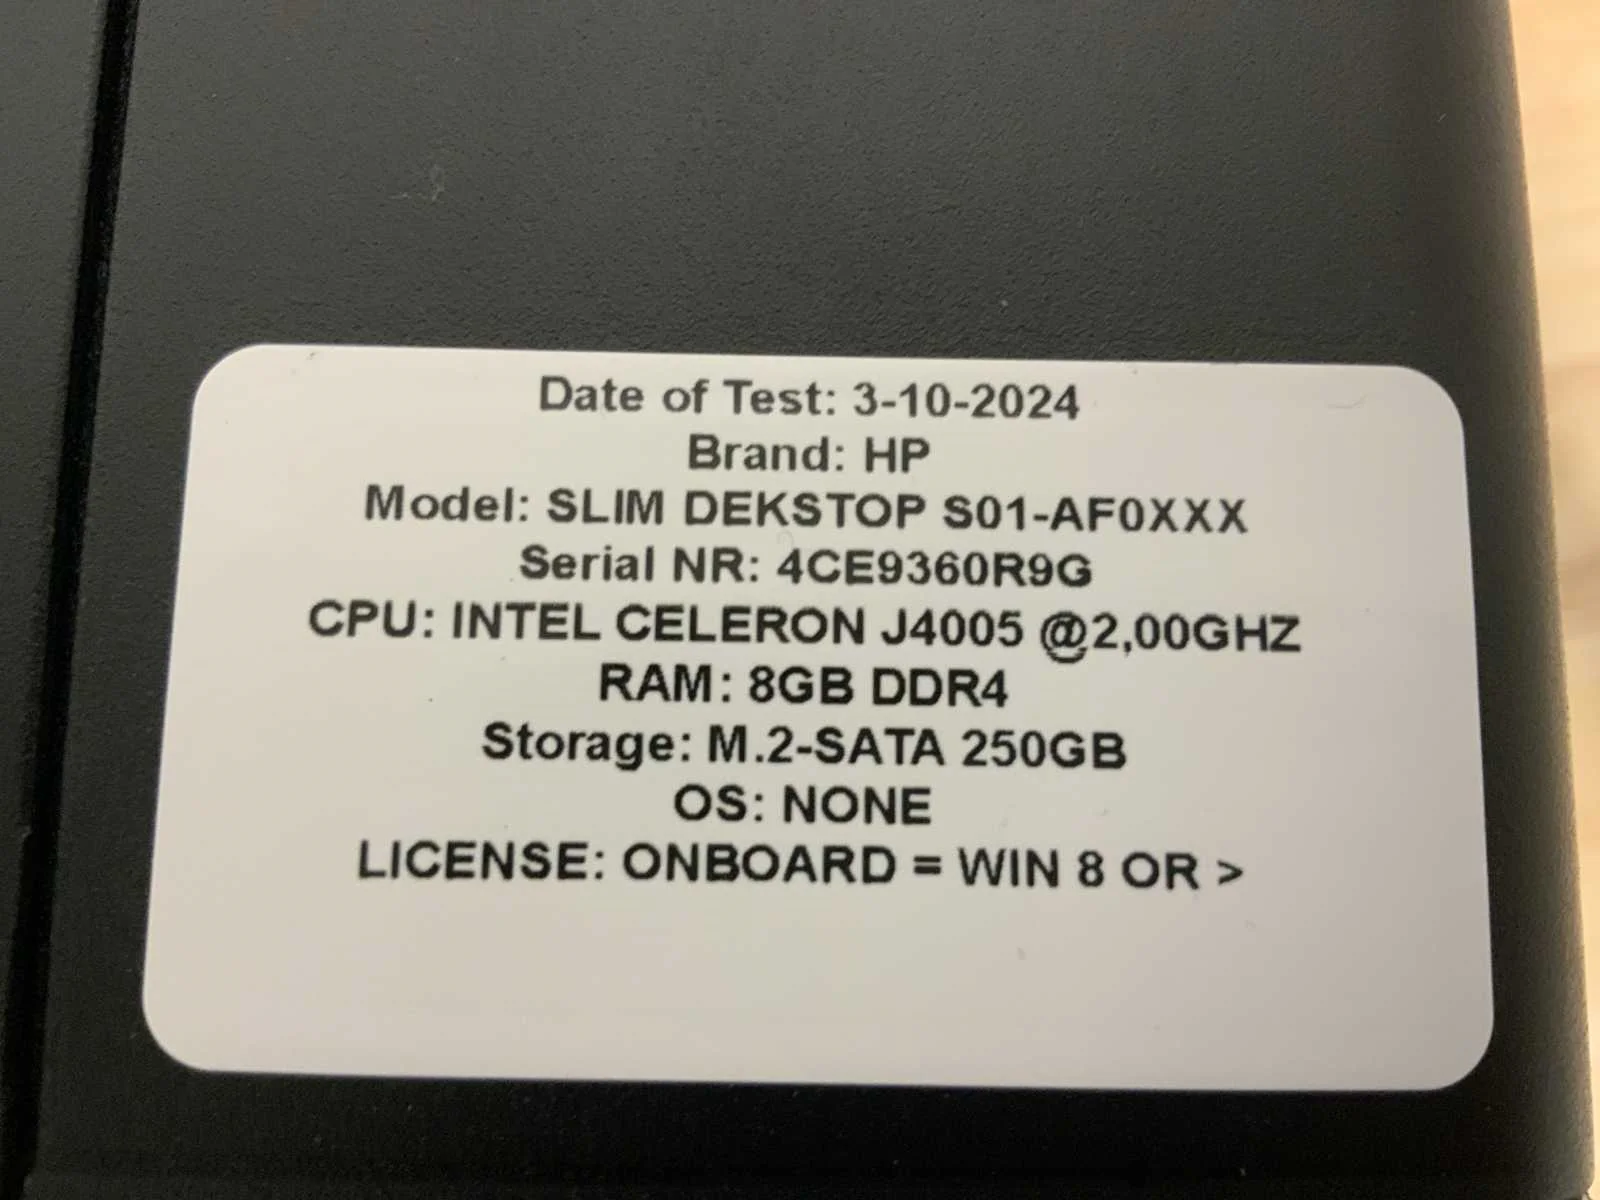 Date of Test: 3-10-2024
Brand: HP
Model: SLIM DEKSTOP S01-AF0XXX
Serial NR: 4CE9360R9G
CPU: INTEL CELERON J4005 @2,00GHZ
RAM: 8GB DDR4
Storage: M.2-SATA 250GB
OS: NONE
LICENSE: ONBOARD = WIN 8 OR >